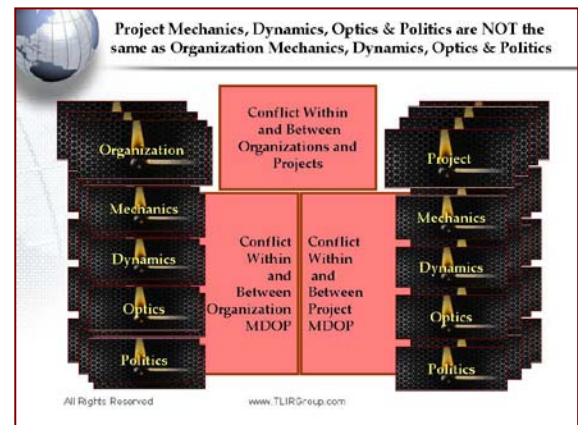 Project Mechanics, Dynamics, Optics & Politics are NOT the
same as Organization Mechanics, Dynamics, Optics & Politics
Conflict Within
and Between
Organizations and
Projects
Organization
Mechanics
Dynamics
Optics
Politics
Conflict
Within
and
Between
Organization
MDOP
Conflict
Within
and
Between
Project
MDOP
Project
Mechanics
Dynamics
Optics
Politics
All Rights Reserved
www.TLIRGroup.com